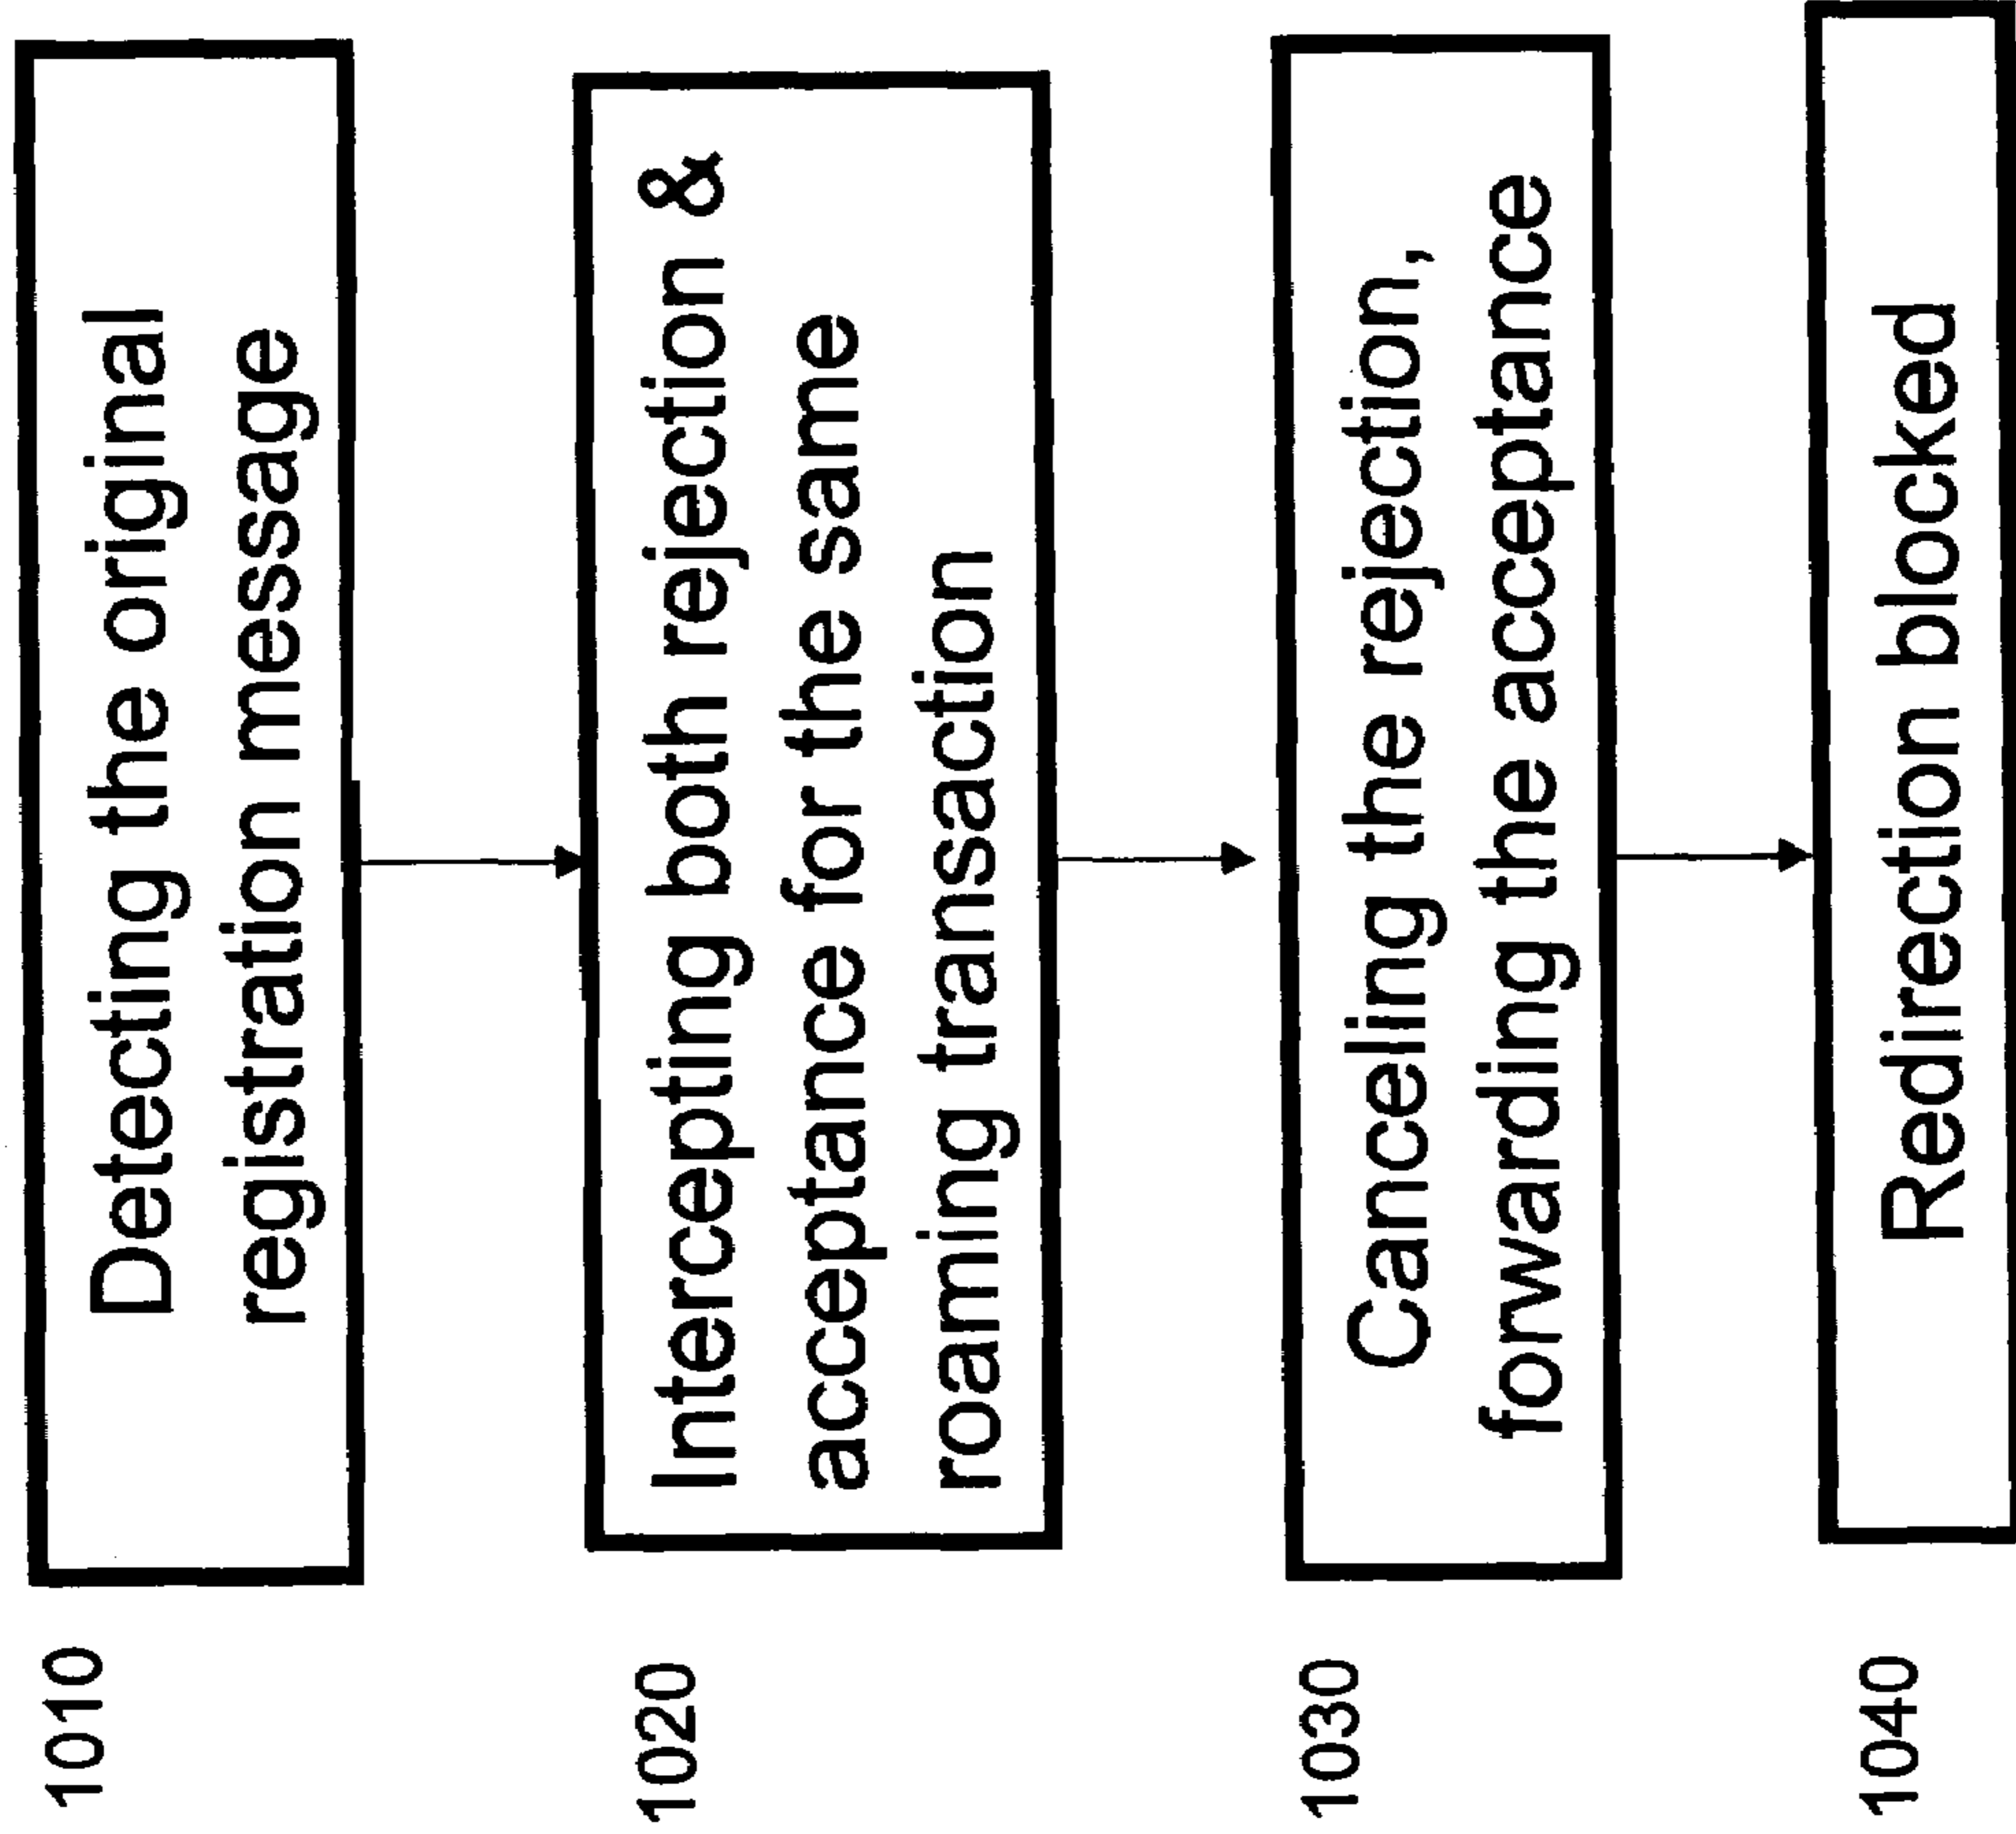 1010
Detecting the original
registration message
1020
Intercepting both rejection &
acceptance for the same
roaming transaction
1030
Canceling the rejection,
forwarding the acceptance
1040
Redirection blocked